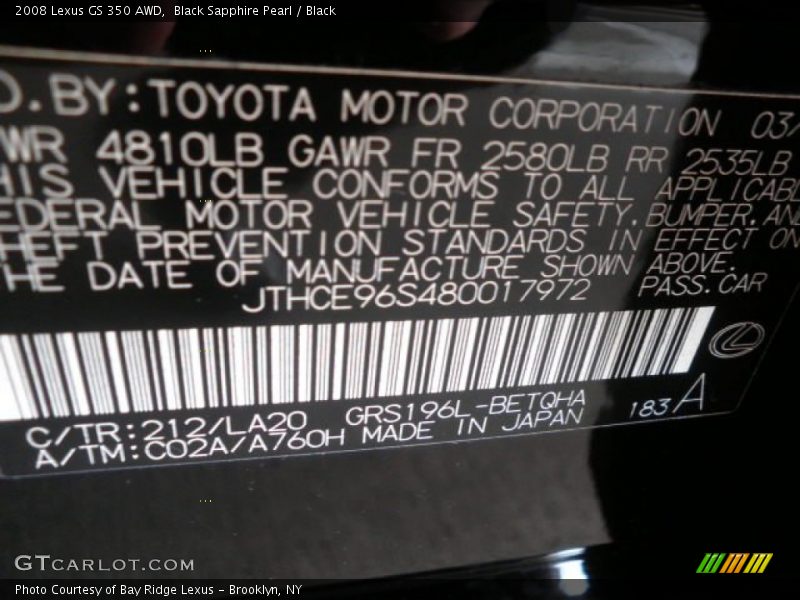 2008 Lexus GS 350 AWD,  Black Sapphire Pearl / Black
D.BY:TOYOTA MOTOR CORPORATION 03/
WR 4810LB GAWR FR 2580LB RR 2535LB
HIS VEHICLE CONFORMS TO ALL APPLICABL
EDERAL MOTOR VEHICLE SAFETY,BUMPER,AND
HEFT PREVENTION STANDARDS IN EFFECT ON
HE DATE OF MANUFACTURE SHOWN ABOVE.
JTHCE96S480017972 PASS.CAR
C/TR:212/LA20 GRS196L-BETQHA 183 A
A/TM:C02A/A760H MADE IN JAPAN
GTCARLOT.COM
Photo Courtesy of Bay Ridge Lexus - Brooklyn, NY